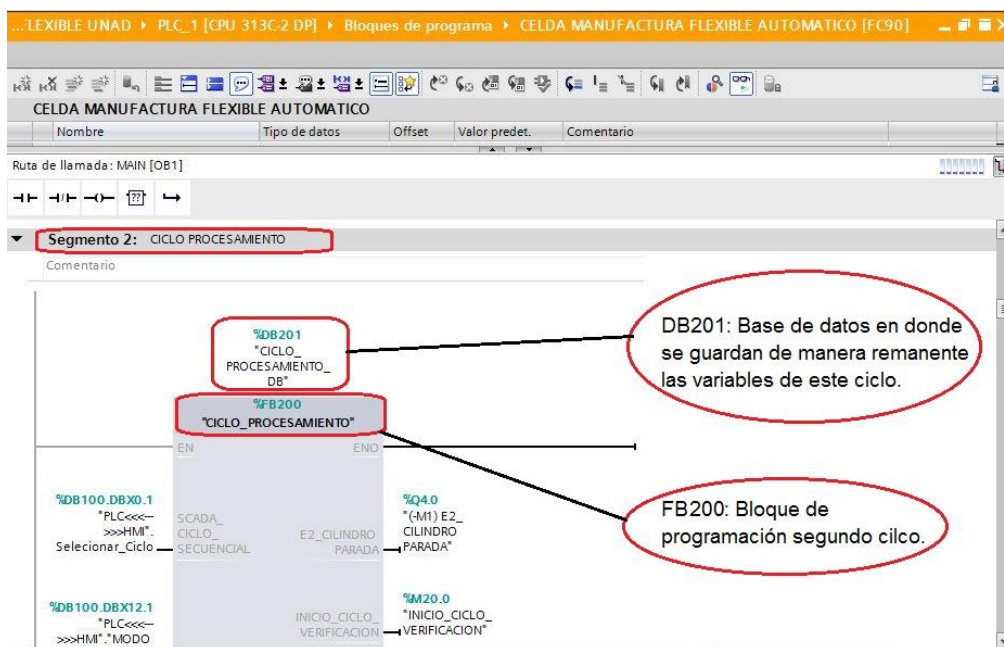 ...LEXIBLE UNAD ▸ PLC_1 [CPU 313C-2 DP] ▸ Bloques de programa ▸ CELDA MANUFACTURA FLEXIBLE AUTOMATICO [FC90]
CELDA MANUFACTURA FLEXIBLE AUTOMATICO
Nombre Tipo de datos Offset Valor predet. Comentario
Ruta de llamada: MAIN [OB1]
??
Segmento 2: CICLO PROCESAMIENTO
Comentario
%DB201
"CICLO_
PROCESAMIENTO_
DB"
%FB200
"CICLO_PROCESAMIENTO"
EN ENO
%DB100.DBX0.1
"PLC<<<--
>>>HMI".
Selecionar_Ciclo
SCADA_
CICLO_
SECUENCIAL
E2_CILINDRO
PARADA
%Q4.0
"(-M1) E2_
CILINDRO
PARADA"
%DB100.DBX12.1
"PLC<<<--
>>>HMI"."MODO
INICIO_CICLO_
VERIFICACION
%M20.0
"INICIO_CICLO_
VERIFICACION"
DB201: Base de datos en donde
se guardan de manera remanente
las variables de este ciclo.
FB200: Bloque de
programación segundo cilco.